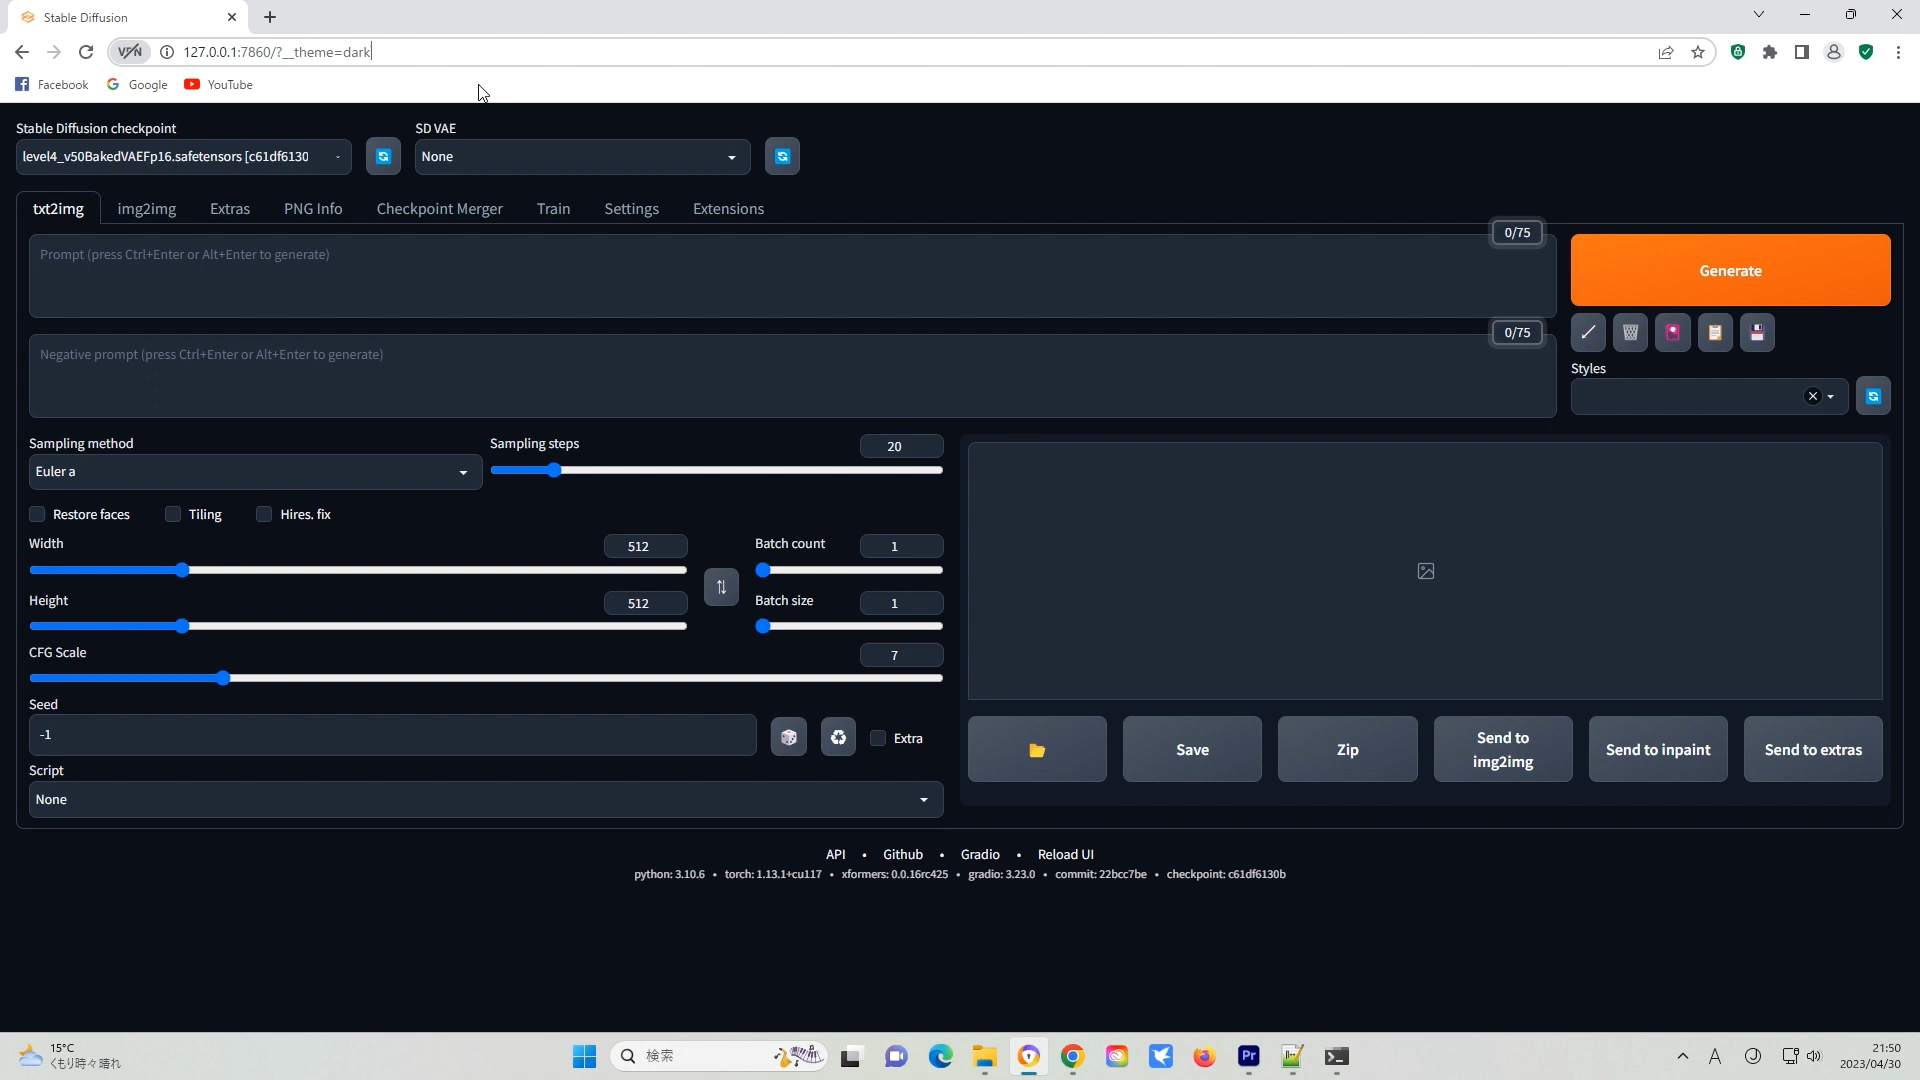 Stable Diffusion
VPN
127.0.0.1:7860/?__theme=dark
Facebook
Google
YouTube
Stable Diffusion checkpoint
SD VAE
level4_v50BakedVAEFp16.safetensors [c61df6130
None
txt2img
img2img
Extras
PNG Info
Checkpoint Merger
Train
Settings
Extensions
0/75
Prompt (press Ctrl+Enter or Alt+Enter to generate)
Generate
0/75
Negative prompt (press Ctrl+Enter or Alt+Enter to generate)
Styles
Sampling method
Sampling steps
20
Euler a
Restore faces
Tiling
Hires. fix
Width
512
Batch count
1
Height
512
Batch size
1
CFG Scale
7
Seed
-1
Extra
Script
None
Save
Zip
Send to
img2img
Send to inpaint
Send to extras
API • Github • Gradio • Reload UI
python: 3.10.6 • torch: 1.13.1+cu117 • xformers: 0.0.16rc425 • gradio: 3.23.0 • commit: 22bcc7be • checkpoint: c61df6130b
15°C
くもり時々晴れ
検索
Pr
A
21:50
2023/04/30